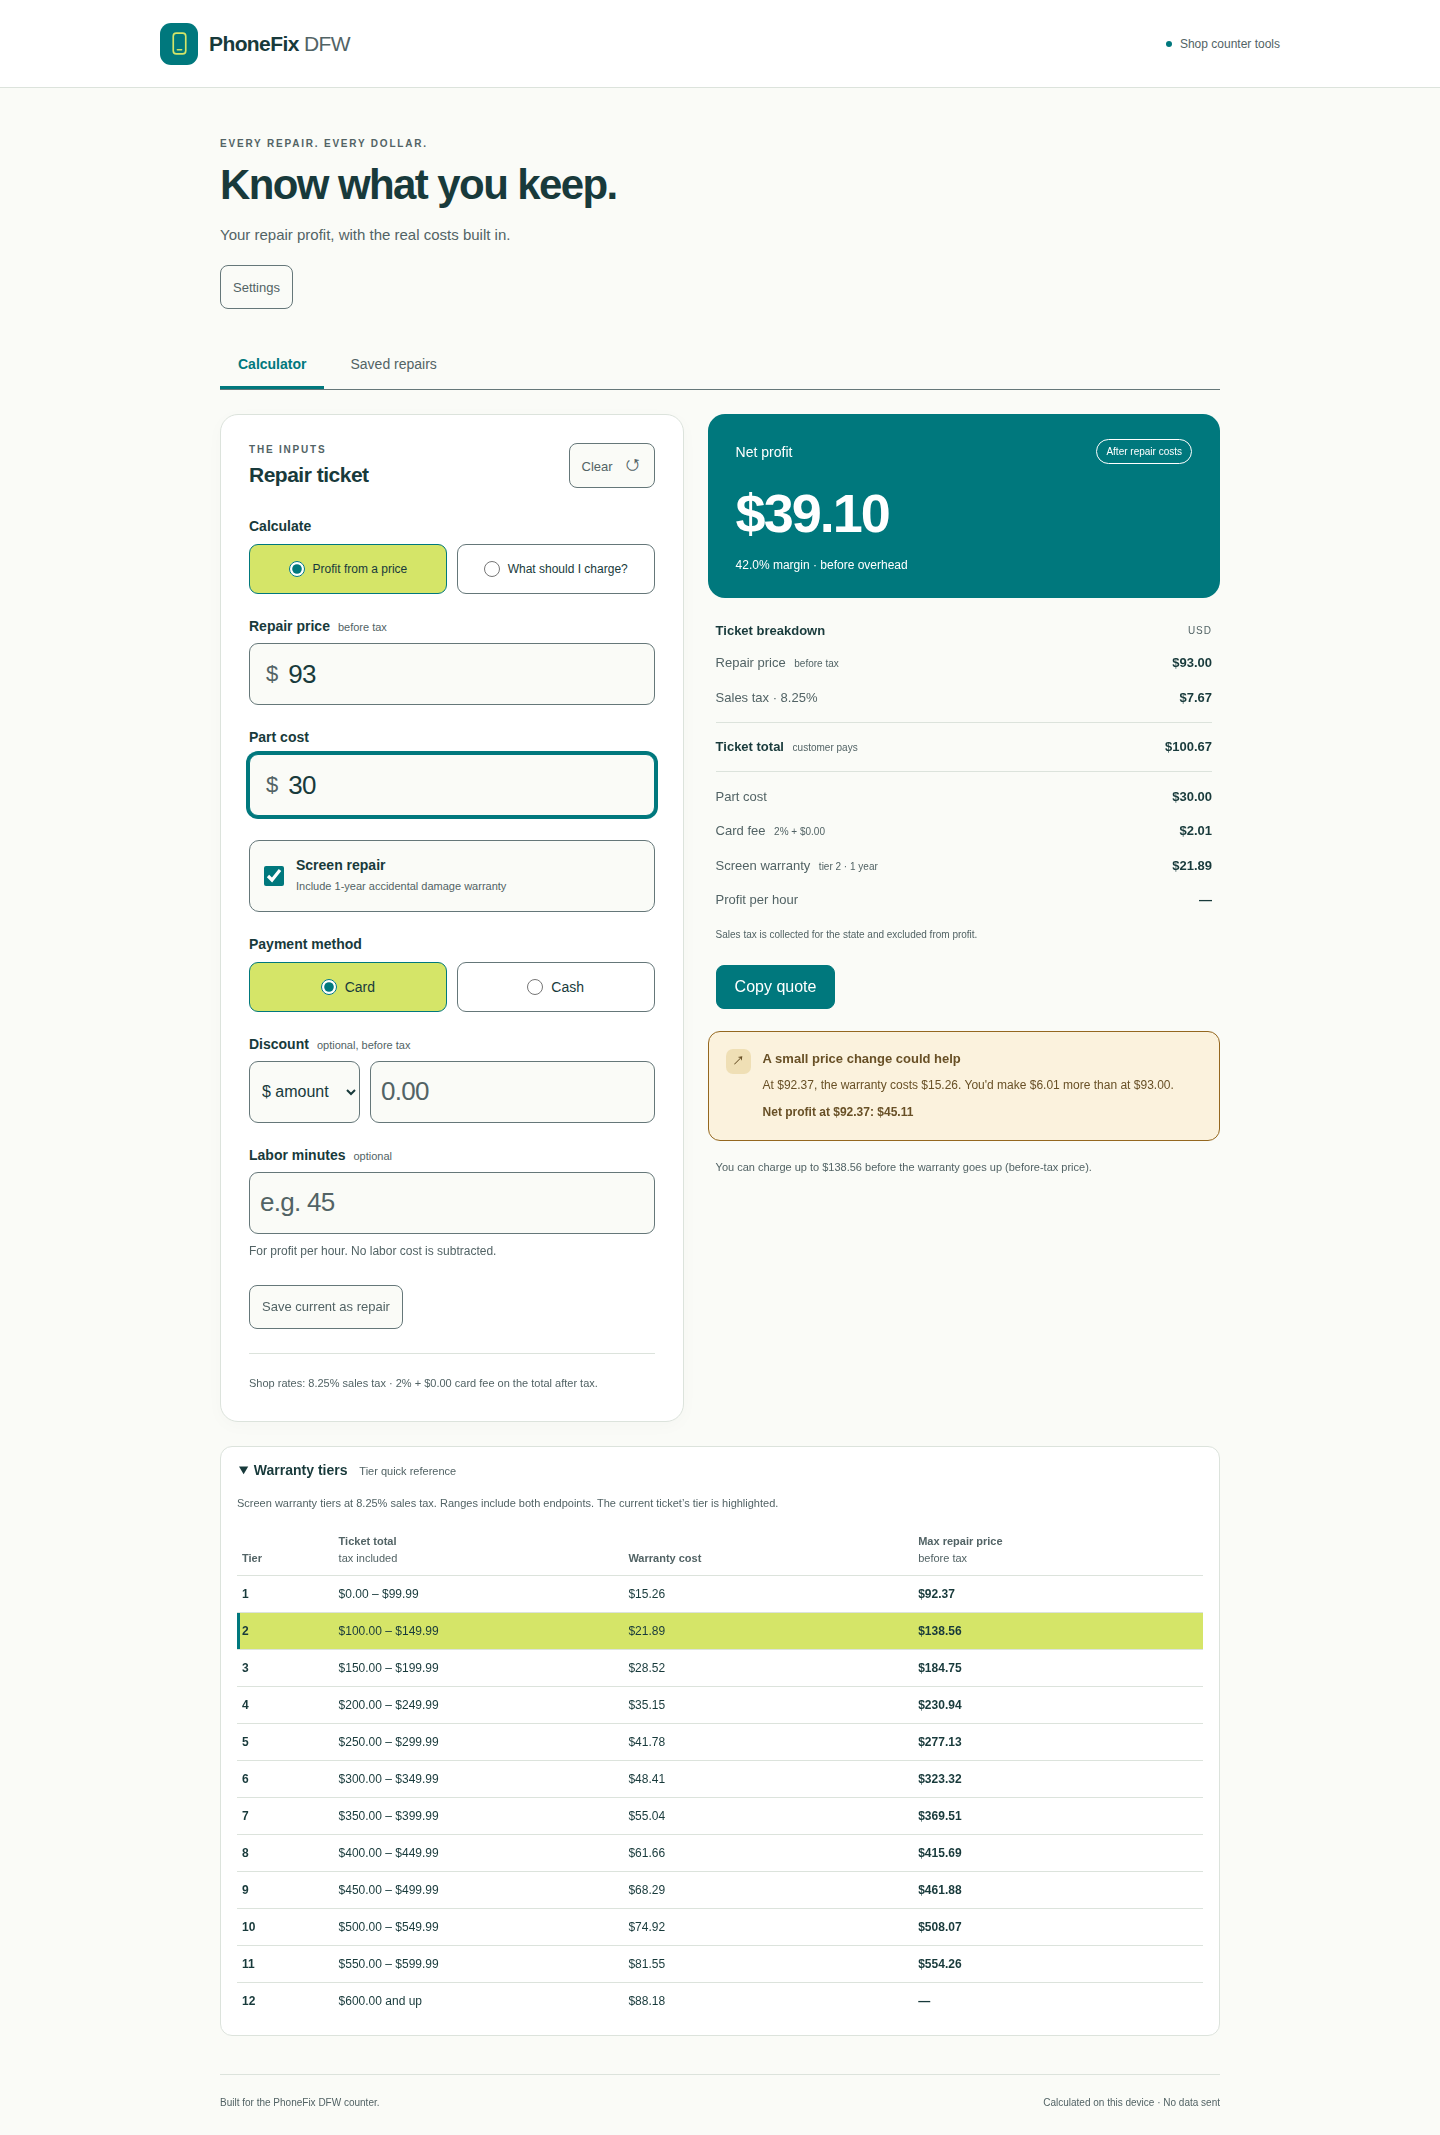 PhoneFix DFW
Shop counter tools
EVERY REPAIR. EVERY DOLLAR.
Know what you keep.
Your repair profit, with the real costs built in.
Settings
Calculator
Saved repairs
THE INPUTS
Repair ticket
Clear
Calculate
Profit from a price
What should I charge?
Repair price before tax
$ 93
Part cost
$ 30
Screen repair
Include 1-year accidental damage warranty
Payment method
Card
Cash
Discount optional, before tax
$ amount
0.00
Labor minutes optional
e.g. 45
For profit per hour. No labor cost is subtracted.
Save current as repair
Shop rates: 8.25% sales tax · 2% + $0.00 card fee on the total after tax.
Net profit
After repair costs
$39.10
42.0% margin · before overhead
Ticket breakdown USD
Repair price before tax $93.00
Sales tax · 8.25% $7.67
Ticket total customer pays $100.67
Part cost $30.00
Card fee 2% + $0.00 $2.01
Screen warranty tier 2 · 1 year $21.89
Profit per hour —
Sales tax is collected for the state and excluded from profit.
Copy quote
A small price change could help
At $92.37, the warranty costs $15.26. You'd make $6.01 more than at $93.00.
Net profit at $92.37: $45.11
You can charge up to $138.56 before the warranty goes up (before-tax price).
Warranty tiers Tier quick reference
Screen warranty tiers at 8.25% sales tax. Ranges include both endpoints. The current ticket's tier is highlighted.
Ticket total Max repair price
Tier tax included Warranty cost before tax
1 $0.00 – $99.99 $15.26 $92.37
2 $100.00 – $149.99 $21.89 $138.56
3 $150.00 – $199.99 $28.52 $184.75
4 $200.00 – $249.99 $35.15 $230.94
5 $250.00 – $299.99 $41.78 $277.13
6 $300.00 – $349.99 $48.41 $323.32
7 $350.00 – $399.99 $55.04 $369.51
8 $400.00 – $449.99 $61.66 $415.69
9 $450.00 – $499.99 $68.29 $461.88
10 $500.00 – $549.99 $74.92 $508.07
11 $550.00 – $599.99 $81.55 $554.26
12 $600.00 and up $88.18 —
Built for the PhoneFix DFW counter.
Calculated on this device · No data sent